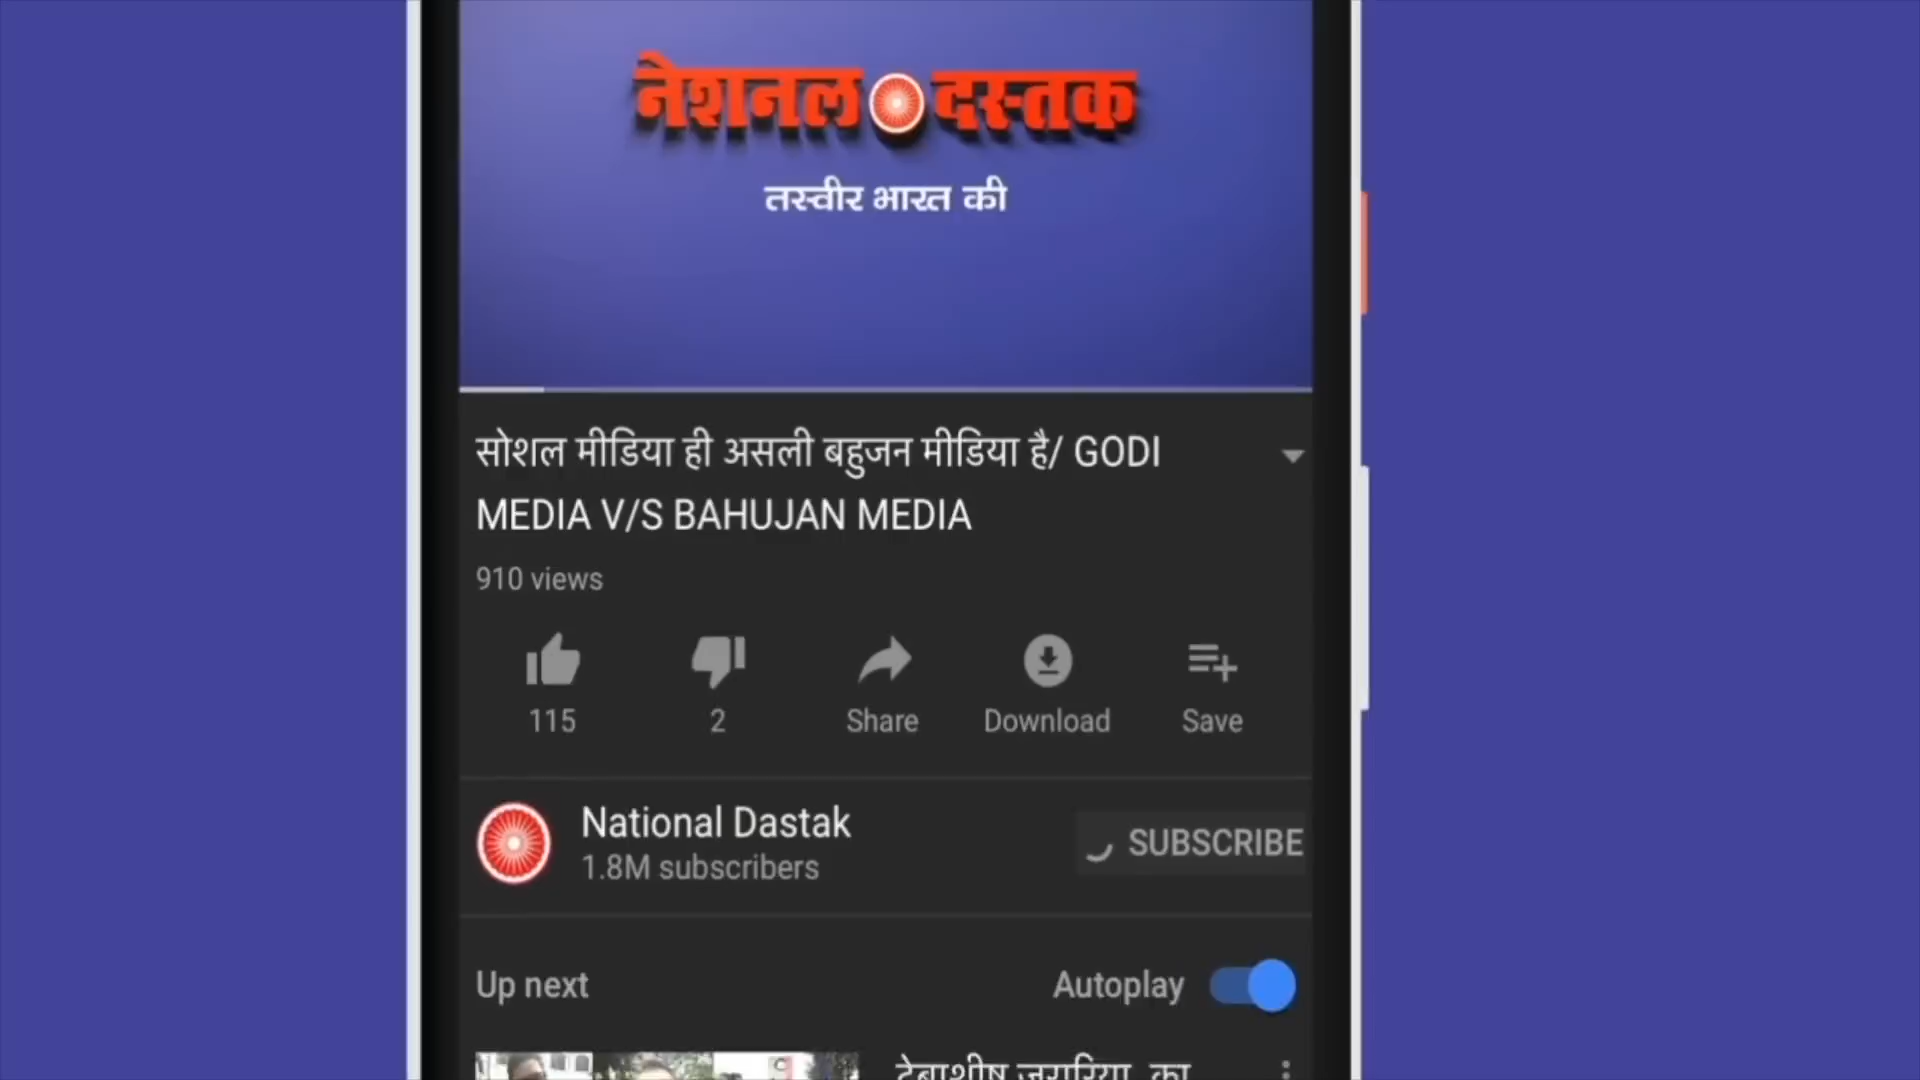 नेशनल दस्तक
तस्वीर भारत की
सोशल मीडिया ही असली बहुजन मीडिया है/ GODI
MEDIA V/S BAHUJAN MEDIA
910 views
115 2 Share Download Save
National Dastak
1.8M subscribers
SUBSCRIBE
Up next Autoplay